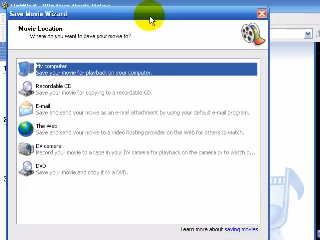 Untitled - Windows Movie Maker
Save Movie Wizard
Movie Location
Where do you want to save your movie to?
My computer
Save your movie for playback on your computer.
Recordable CD
Save your movie for copying to a recordable CD.
E-mail
Save and send your movie as an e-mail attachment by using your default e-mail program.
The Web
Save and send your movie to a video hosting provider on the Web for others to watch.
DV camera
Record your movie to a tape in your DV camera for playback on the camera or to watch o...
DVD
Save your movie and copy it to a DVD.
Learn more about saving movies.